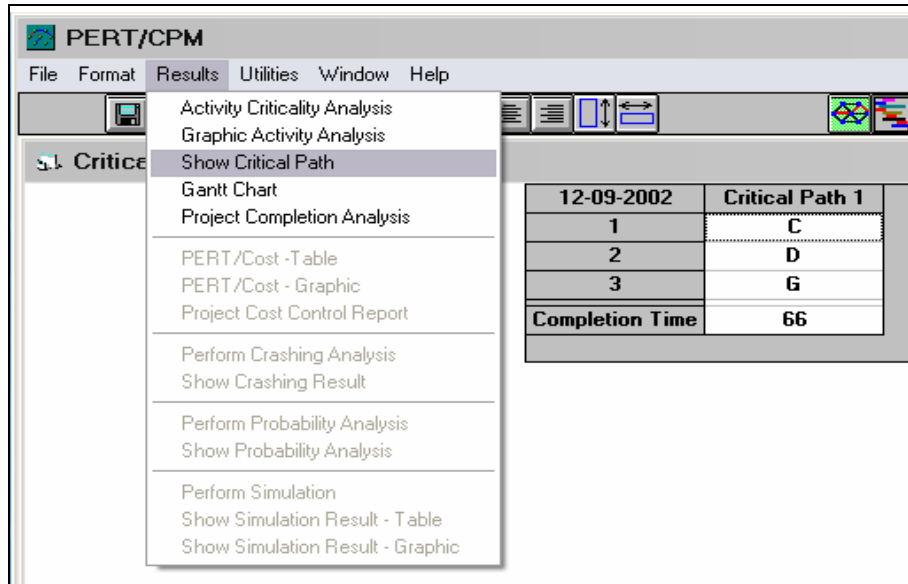 PERT/CPM
File Format Results Utilities Window Help
Critica
Activity Criticality Analysis
Graphic Activity Analysis
Show Critical Path
Gantt Chart
Project Completion Analysis
PERT/Cost -Table
PERT/Cost - Graphic
Project Cost Control Report
Perform Crashing Analysis
Show Crashing Result
Perform Probability Analysis
Show Probability Analysis
Perform Simulation
Show Simulation Result - Table
Show Simulation Result - Graphic
12-09-2002 Critical Path 1
1 C
2 D
3 G
Completion Time 66